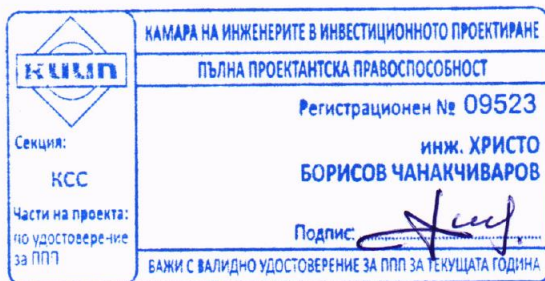 КАМАРА НА ИНЖЕНЕРИТЕ В ИНВЕСТИЦИОННОТО ПРОЕКТИРАНЕ
КИИП
ПЪЛНА ПРОЕКТАНТСКА ПРАВОСПОСОБНОСТ
Регистрационен № 09523
Секция:
КСС
инж. ХРИСТО
БОРИСОВ ЧАНАКЧИВАРОВ
Части на проекта:
по удостоверение
за ППП
Подпис:
ВАЖИ С ВАЛИДНО УДОСТОВЕРЕНИЕ ЗА ППП ЗА ТЕКУЩАТА ГОДИНА